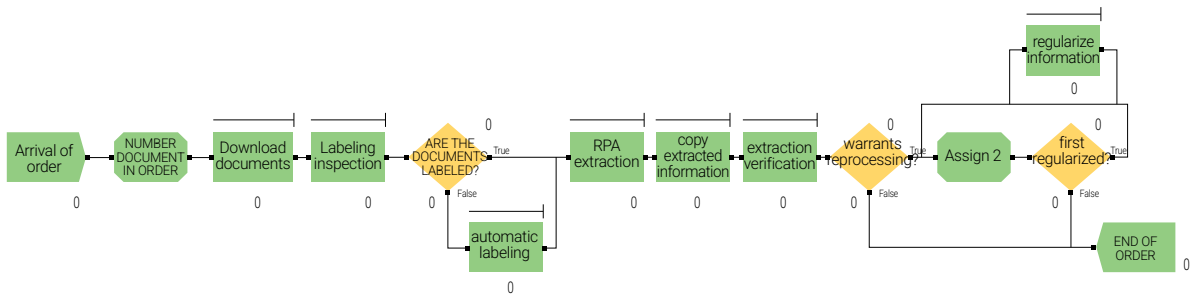 Arrival of
order
0
NUMBER
DOCUMENT
IN ORDER
Download
documents
0
Labeling
inspection
0
ARE THE
DOCUMENTS
LABELED?
0
True
0
False
automatic
labeling
0
RPA
extraction
0
copy
extracted
information
0
extraction
verification
0
warrants
reprocessing?
0
True
0
False
Assign 2
first
regularized?
0
True
0
False
regularize
information
0
END OF
ORDER
0